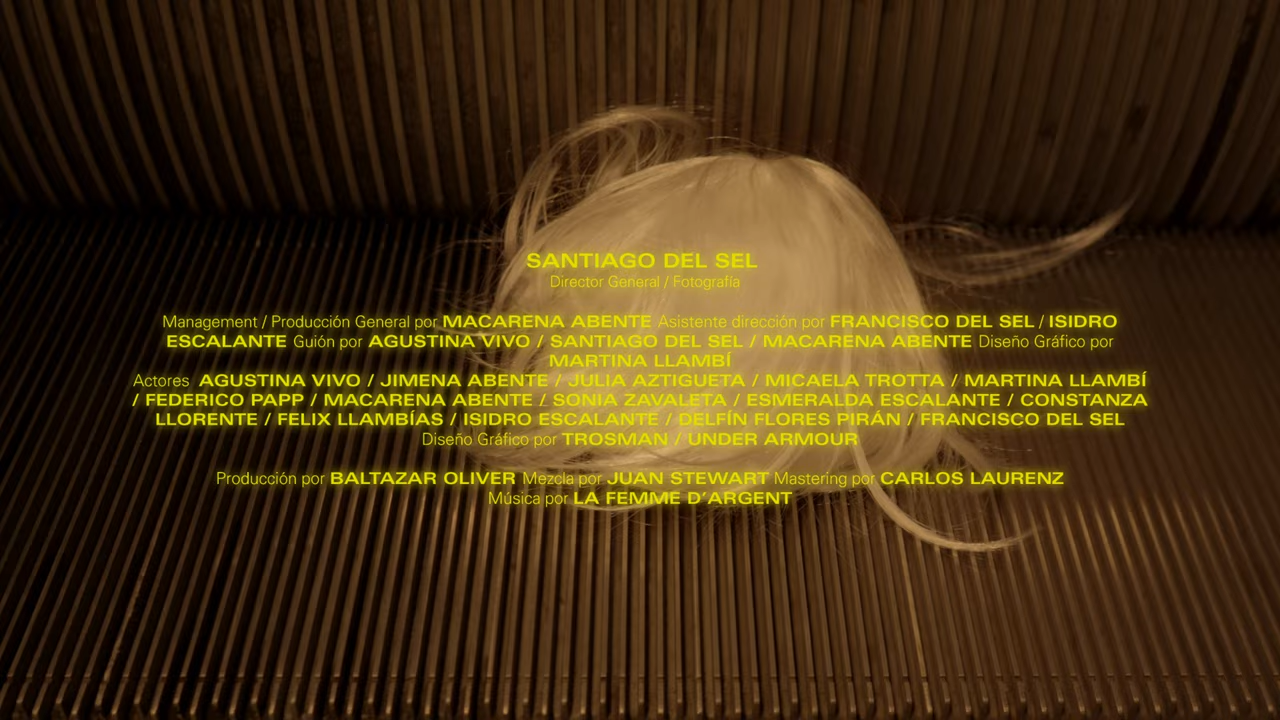 SANTIAGO DEL SEL
Director General / Fotografía
Management / Producción General por MACARENA ABENTE Asistente dirección por FRANCISCO DEL SEL / ISIDRO
ESCALANTE Guión por AGUSTINA VIVO / SANTIAGO DEL SEL / MACARENA ABENTE Diseño Gráfico por
MARTINA LLAMBÍ
Actores AGUSTINA VIVO / JIMENA ABENTE / JULIA AZTIGUETA / MICAELA TROTTA / MARTINA LLAMBÍ
/ FEDERICO PAPP / MACARENA ABENTE / SONIA ZAVALETA / ESMERALDA ESCALANTE / CONSTANZA
LLORENTE / FELIX LLAMBÍAS / ISIDRO ESCALANTE / DELFÍN FLORES PIRÁN / FRANCISCO DEL SEL
Diseño Gráfico por TROSMAN / UNDER ARMOUR
Producción por BALTAZAR OLIVER Mezcla por JUAN STEWART Mastering por CARLOS LAURENZ
Música por LA FEMME D’ARGENT